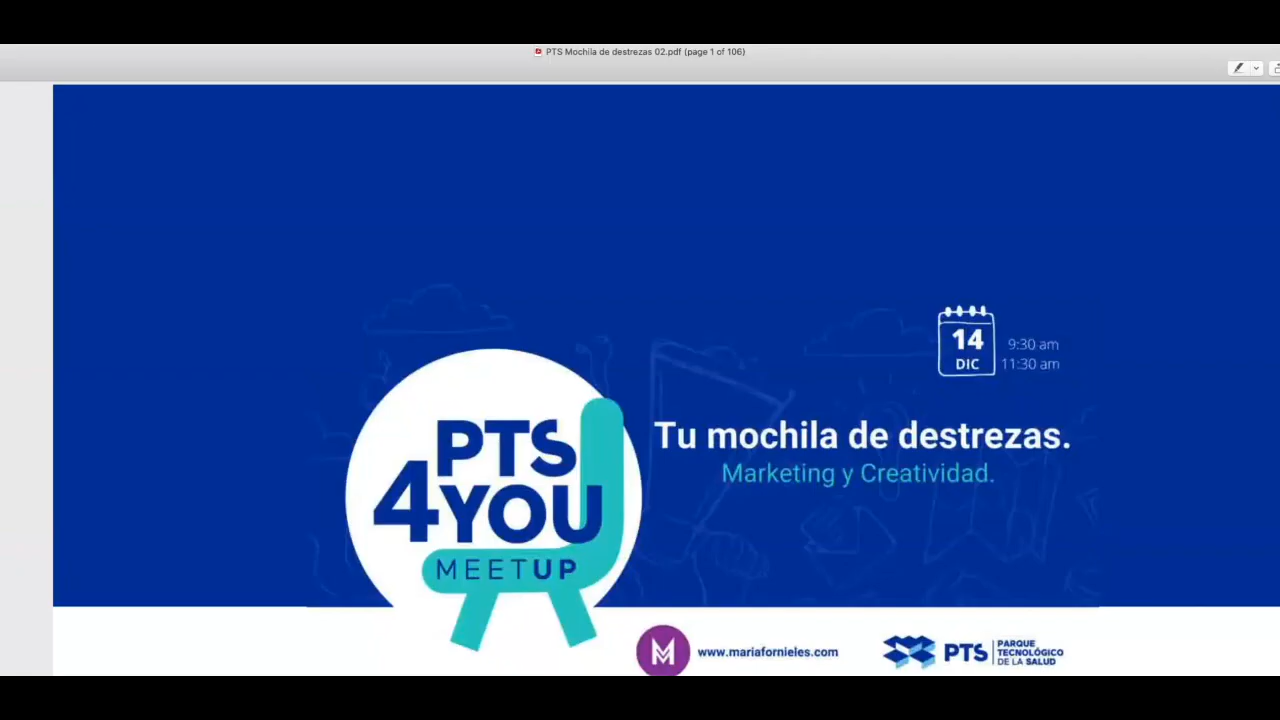 PTS Mochila de destrezas 02.pdf (page 1 of 106)
14
DIC
9:30 am
11:30 am
Tu mochila de destrezas.
Marketing y Creatividad.
PTS
4YOU
MEETUP
M
www.mariafornieles.com
PTS
PARQUE
TECNOLÓGICO
DE LA SALUD